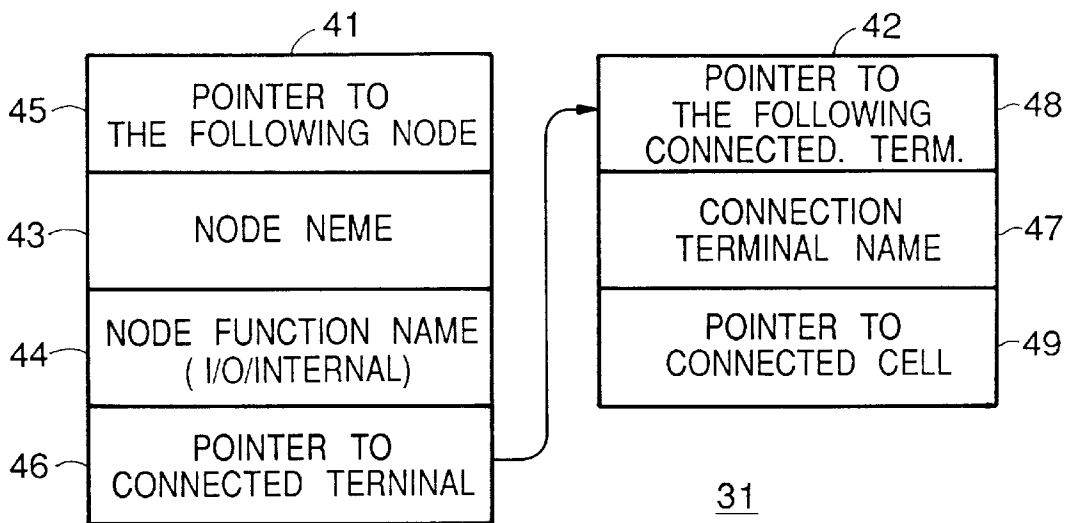 41
45
POINTER TO
THE FOLLOWING NODE
43
NODE NEME
44
NODE FUNCTION NAME
( I/O/INTERNAL)
46
POINTER TO
CONNECTED TERNINAL
42
POINTER TO
THE FOLLOWING
CONNECTED. TERM.
48
CONNECTION
TERMINAL NAME
47
POINTER TO
CONNECTED CELL
49
31